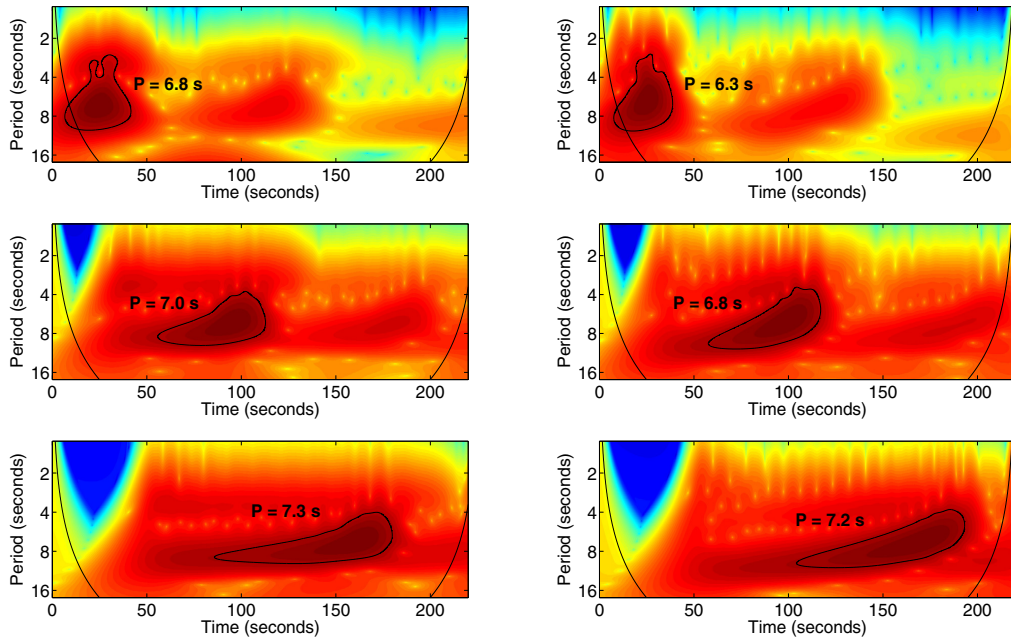 Period (seconds)
2
4
8
16
P = 6.8 s
0 50 100 150 200
Time (seconds)
Period (seconds)
2
4
8
16
P = 6.3 s
0 50 100 150 200
Time (seconds)
Period (seconds)
2
4
8
16
P = 7.0 s
0 50 100 150 200
Time (seconds)
Period (seconds)
2
4
8
16
P = 6.8 s
0 50 100 150 200
Time (seconds)
Period (seconds)
2
4
8
16
P = 7.3 s
0 50 100 150 200
Time (seconds)
Period (seconds)
2
4
8
16
P = 7.2 s
0 50 100 150 200
Time (seconds)